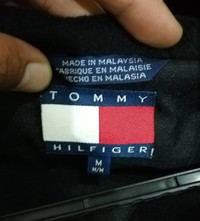 MADE IN MALAYSIA
FABRIQUE EN MALAISIE
HECHO EN MALASIA
TOMMY
HILFIGER
M
M/M